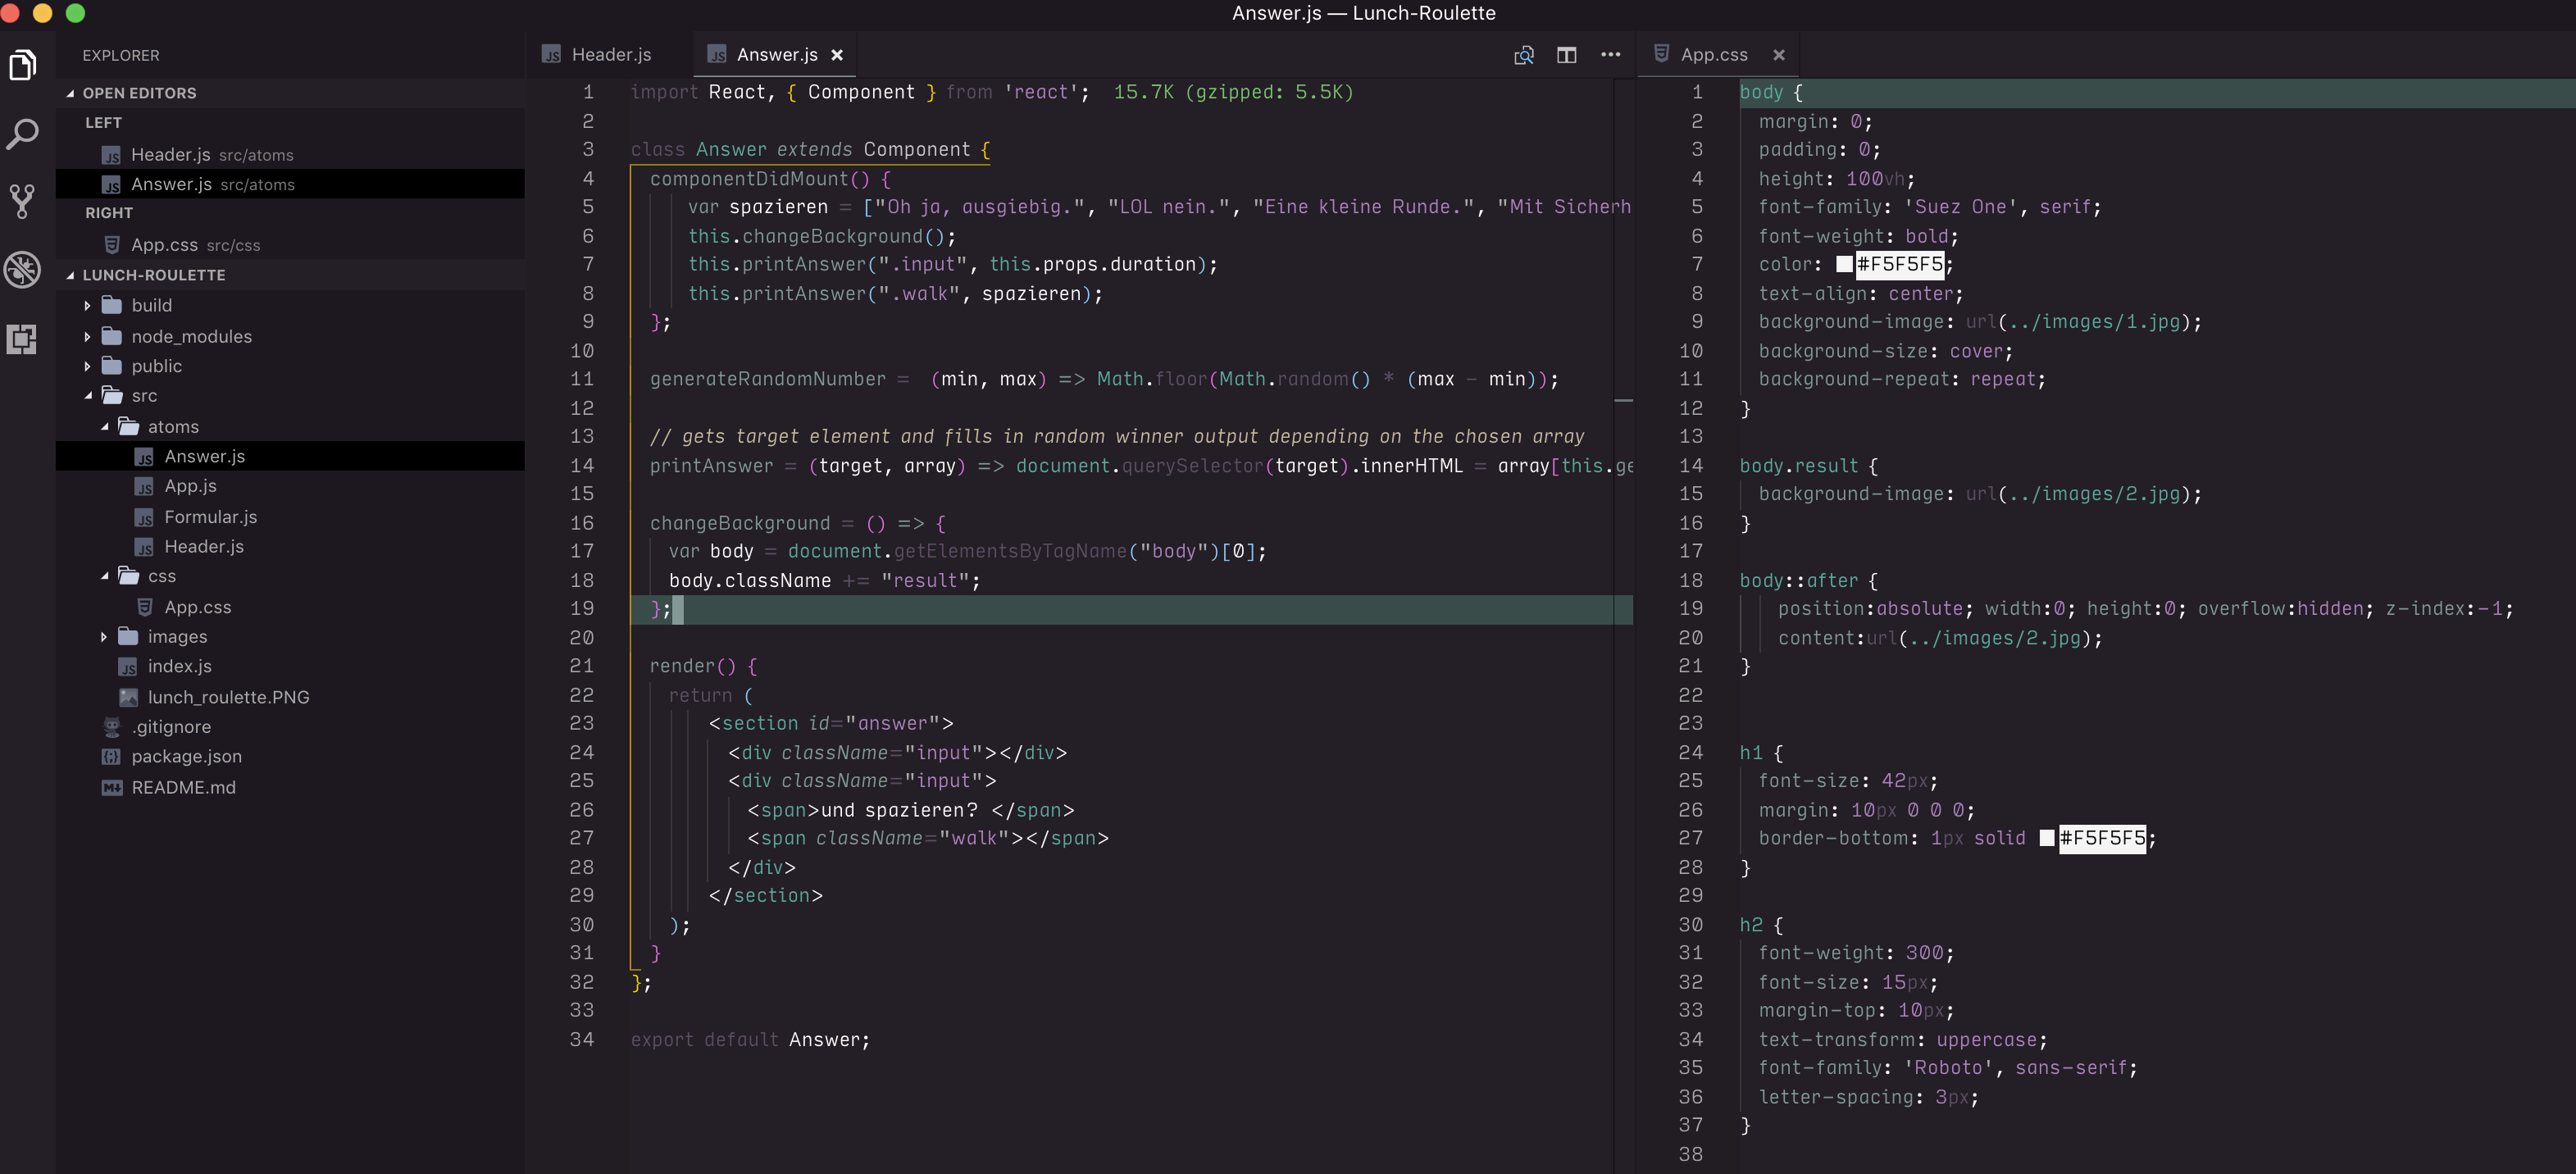 Answer.js — Lunch-Roulette
EXPLORER
OPEN EDITORS
LEFT
Header.js src/atoms
Answer.js src/atoms
RIGHT
App.css src/css
LUNCH-ROULETTE
build
node_modules
public
src
atoms
Answer.js
App.js
Formular.js
Header.js
css
App.css
images
index.js
lunch_roulette.PNG
.gitignore
package.json
README.md
Header.js
Answer.js
1 import React, { Component } from 'react'; 15.7K (gzipped: 5.5K)
2
3 class Answer extends Component {
4 componentDidMount() {
5 var spazieren = ["Oh ja, ausgiebig.", "LOL nein.", "Eine kleine Runde.", "Mit Sicherh
6 this.changeBackground();
7 this.printAnswer(".input", this.props.duration);
8 this.printAnswer(".walk", spazieren);
9 };
10
11 generateRandomNumber = (min, max) => Math.floor(Math.random() * (max - min));
12
13 // gets target element and fills in random winner output depending on the chosen array
14 printAnswer = (target, array) => document.querySelector(target).innerHTML = array[this.ge
15
16 changeBackground = () => {
17 var body = document.getElementsByTagName("body")[0];
18 body.className += "result";
19 };
20
21 render() {
22 return (
23 <section id="answer">
24 <div className="input"></div>
25 <div className="input">
26 <span>und spazieren? </span>
27 <span className="walk"></span>
28 </div>
29 </section>
30 );
31 }
32 };
33
34 export default Answer;
App.css
1 body {
2 margin: 0;
3 padding: 0;
4 height: 100vh;
5 font-family: 'Suez One', serif;
6 font-weight: bold;
7 color: #F5F5F5;
8 text-align: center;
9 background-image: url(../images/1.jpg);
10 background-size: cover;
11 background-repeat: repeat;
12 }
13
14 body.result {
15 background-image: url(../images/2.jpg);
16 }
17
18 body::after {
19 position:absolute; width:0; height:0; overflow:hidden; z-index:-1;
20 content:url(../images/2.jpg);
21 }
22
23
24 h1 {
25 font-size: 42px;
26 margin: 10px 0 0 0;
27 border-bottom: 1px solid #F5F5F5;
28 }
29
30 h2 {
31 font-weight: 300;
32 font-size: 15px;
33 margin-top: 10px;
34 text-transform: uppercase;
35 font-family: 'Roboto', sans-serif;
36 letter-spacing: 3px;
37 }
38